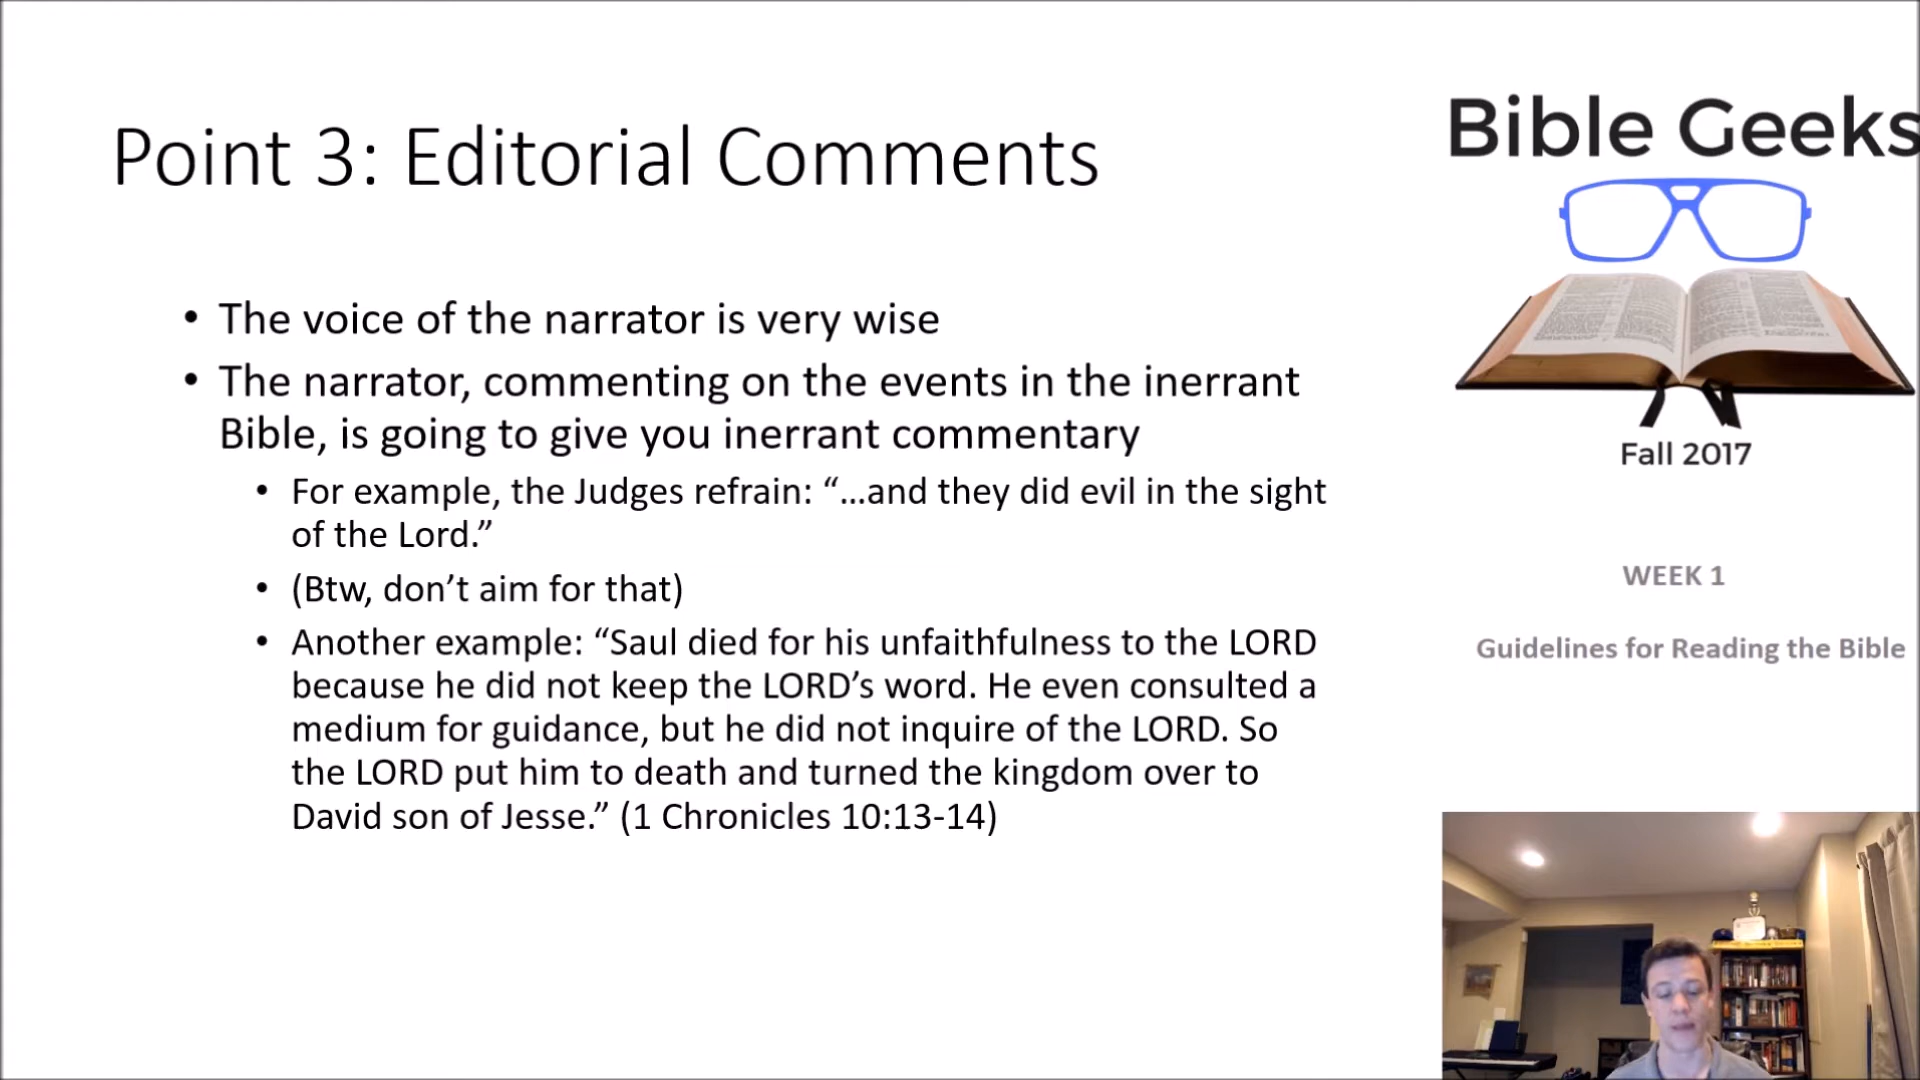 Point 3: Editorial Comments
• The voice of the narrator is very wise
• The narrator, commenting on the events in the inerrant
Bible, is going to give you inerrant commentary
• For example, the Judges refrain: “…and they did evil in the sight
of the Lord.”
• (Btw, don’t aim for that)
• Another example: “Saul died for his unfaithfulness to the LORD
because he did not keep the LORD’s word. He even consulted a
medium for guidance, but he did not inquire of the LORD. So
the LORD put him to death and turned the kingdom over to
David son of Jesse.” (1 Chronicles 10:13-14)
Bible Geeks
Fall 2017
WEEK 1
Guidelines for Reading the Bible